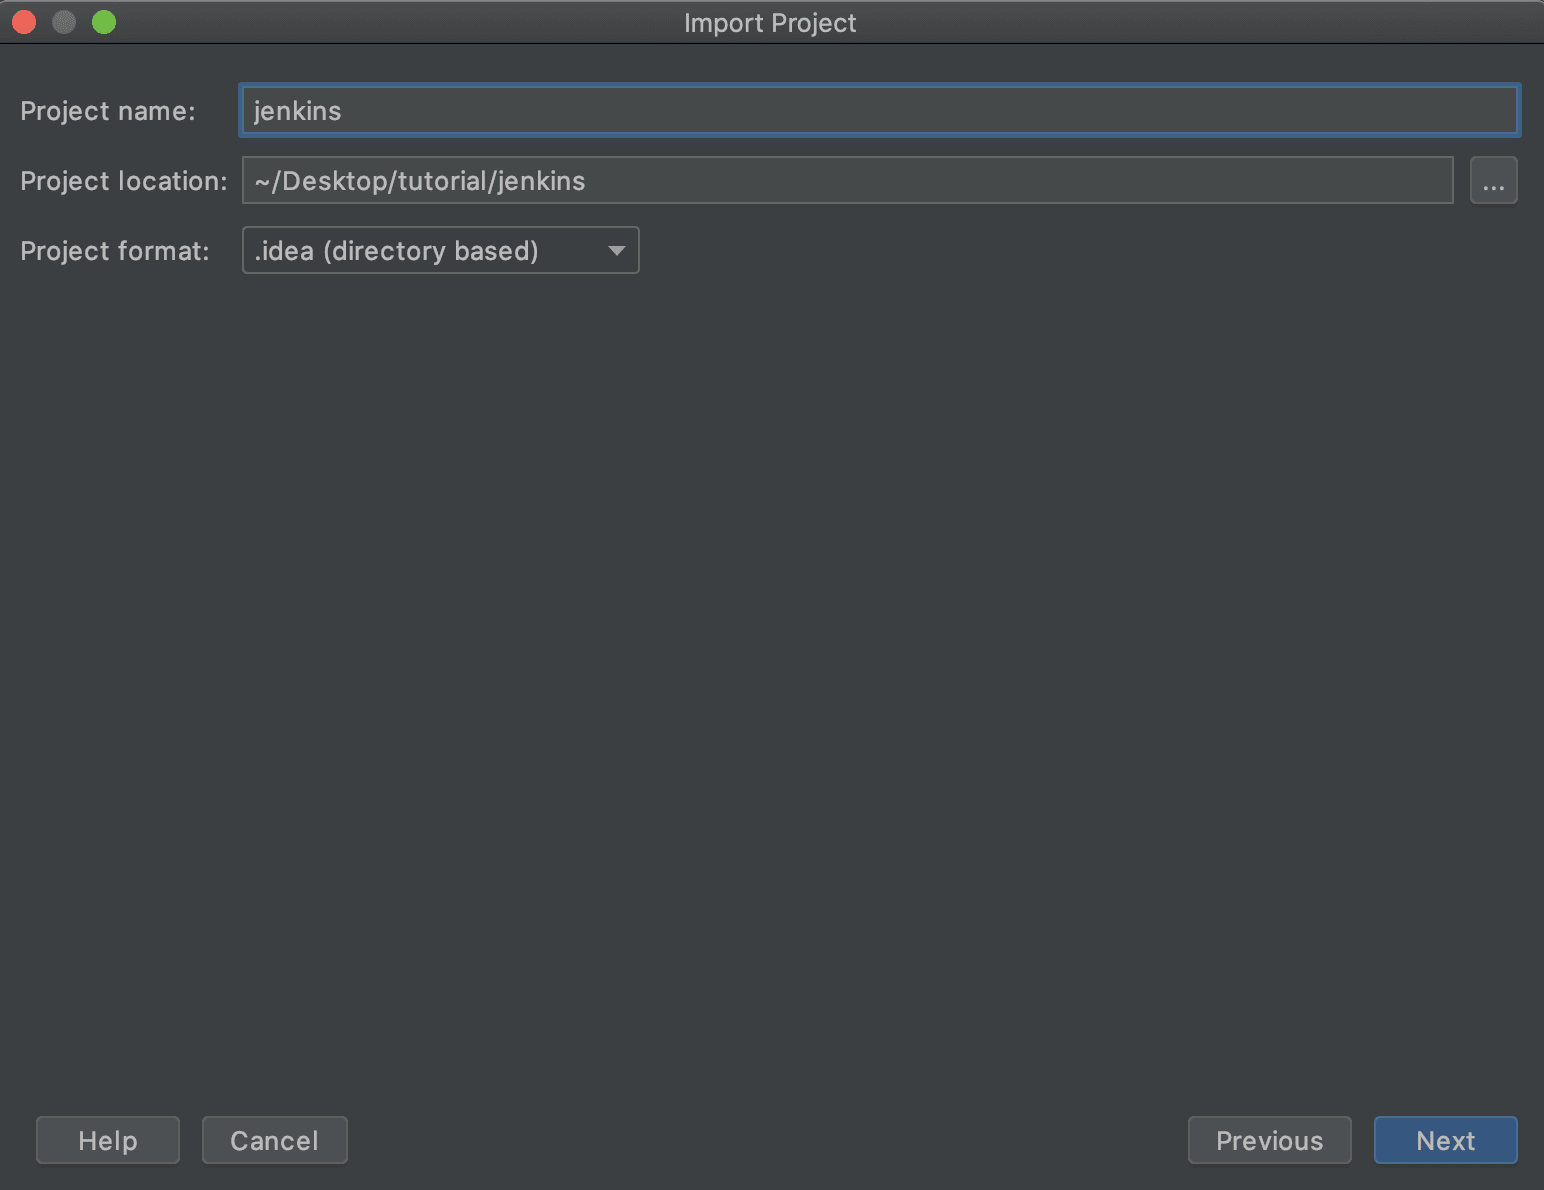 Import Project
Project name: jenkins
Project location: ~/Desktop/tutorial/jenkins ...
Project format: .idea (directory based)
Help Cancel Previous Next